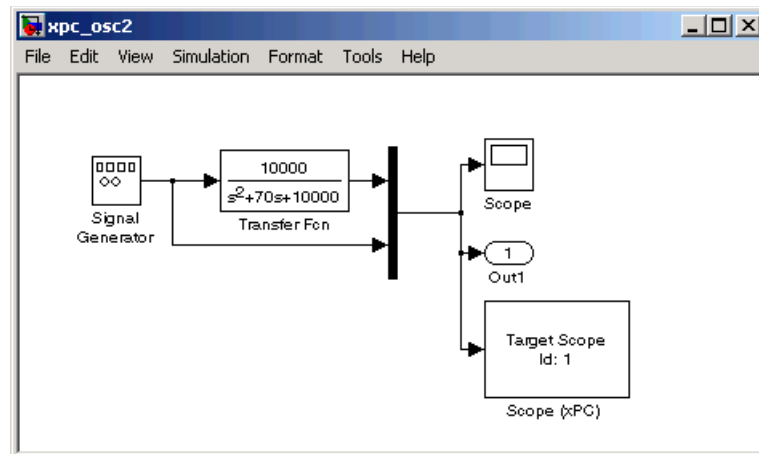 xpc_osc2
File Edit View Simulation Format Tools Help
10000
s²+70s+10000
Transfer Fcn
Signal
Generator
Scope
1
Out1
Target Scope
Id: 1
Scope (xPC)